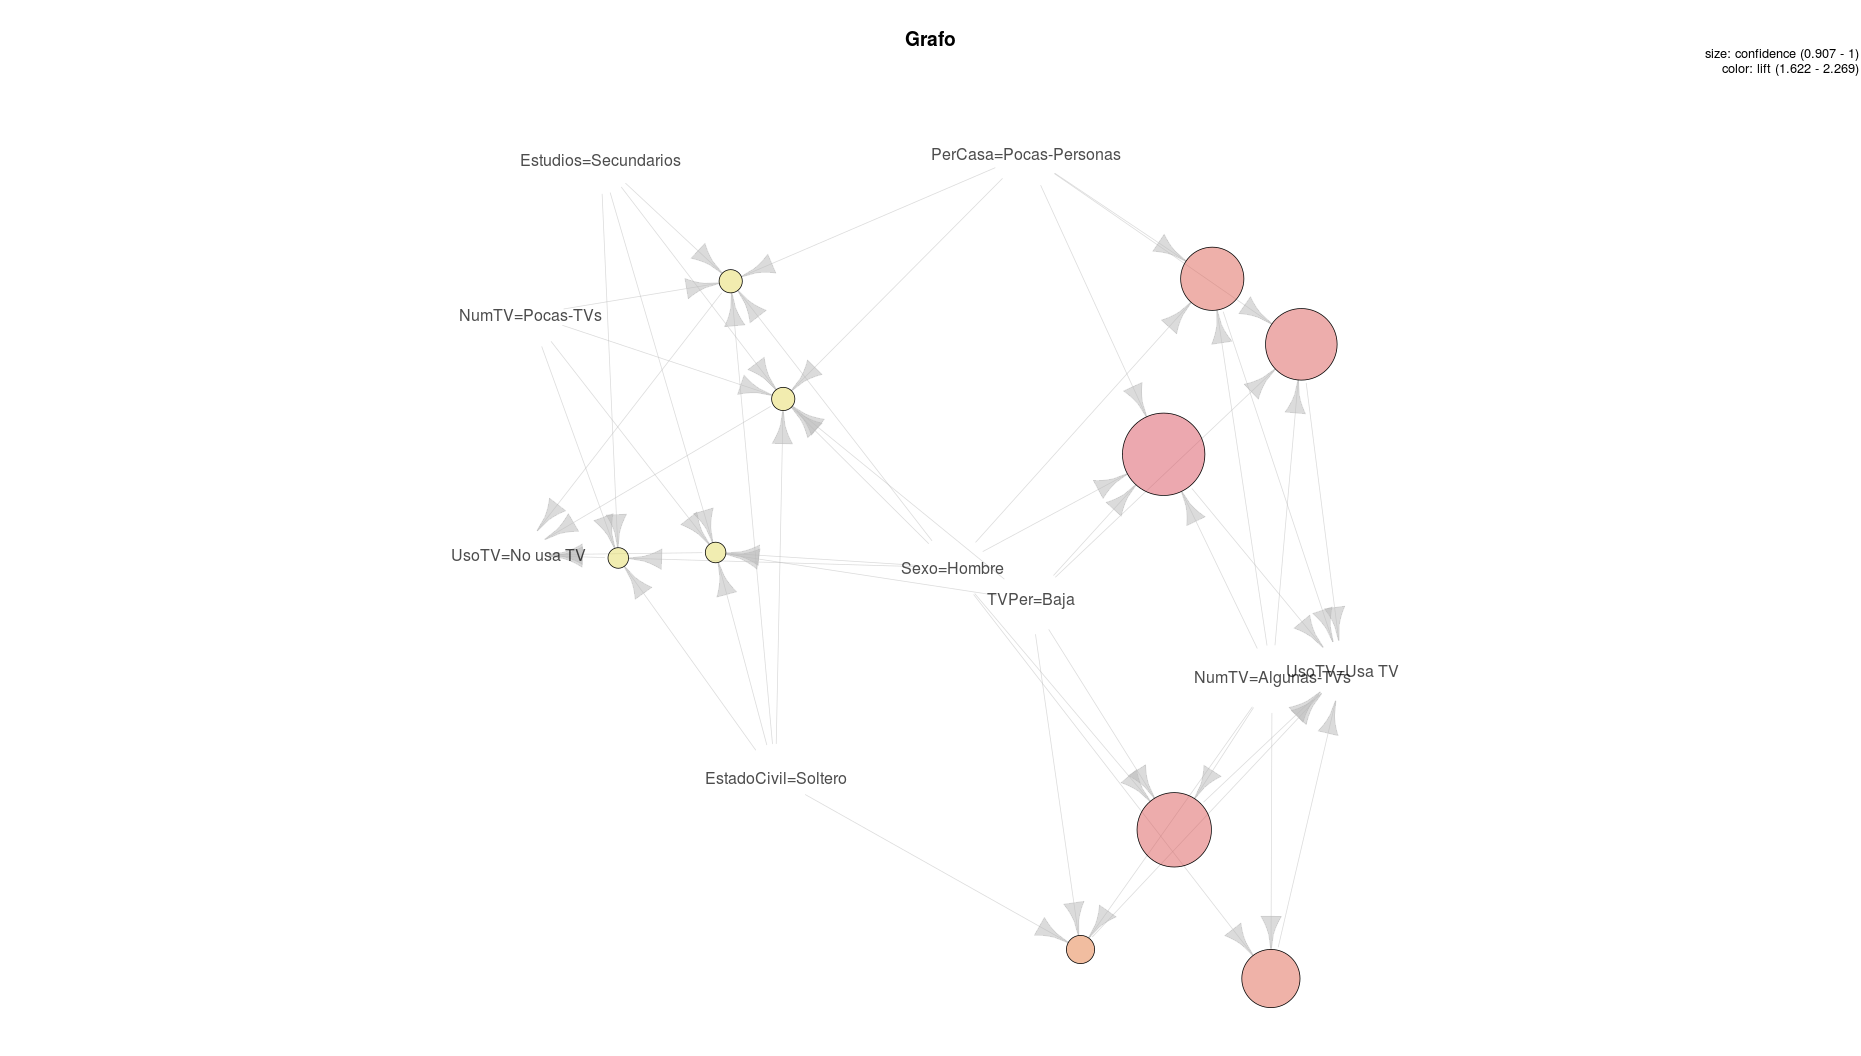 Grafo
size: confidence (0.907 - 1)
color: lift (1.622 - 2.269)
PerCasa=Pocas-Personas
Estudios=Secundarios
NumTV=Pocas-TVs
UsoTV=No usa TV
Sexo=Hombre
TVPer=Baja
UsoTV=Usa TV
NumTV=Algunas-TVs
EstadoCivil=Soltero